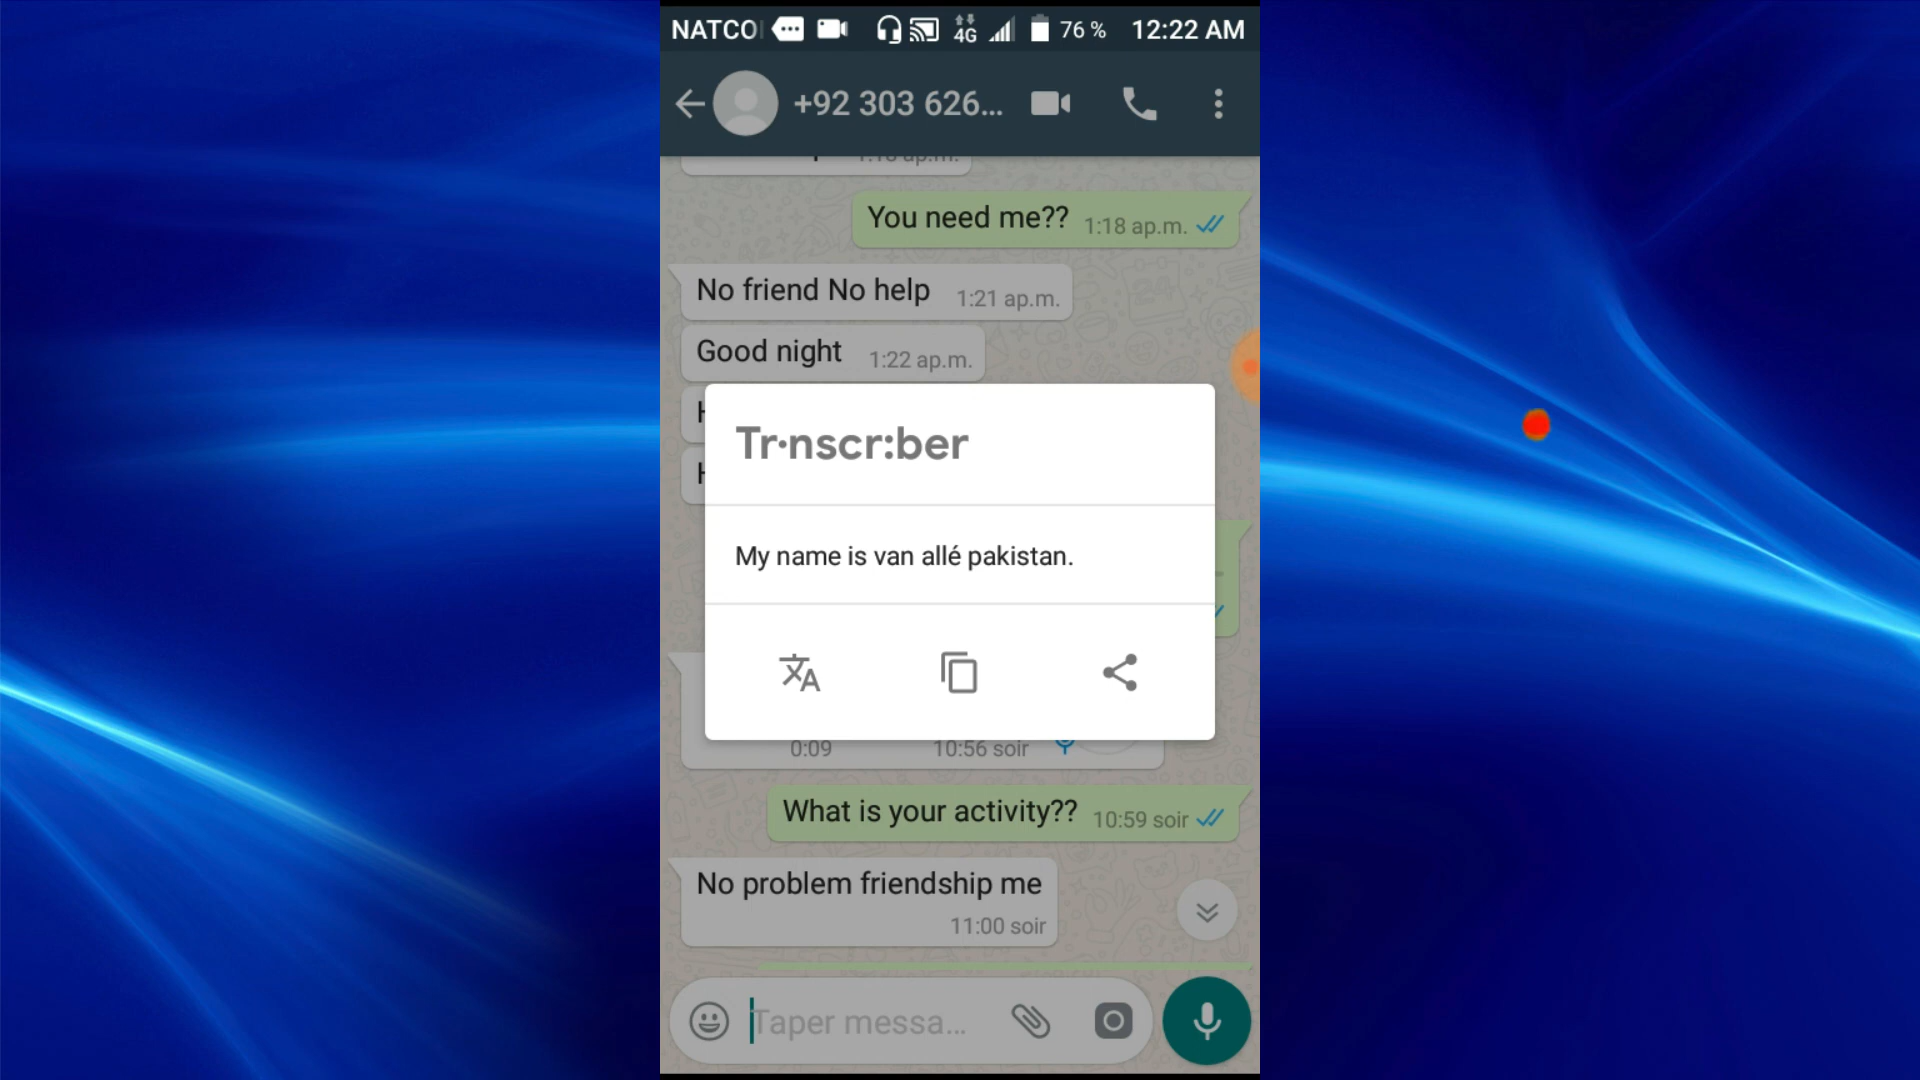 NATCO
4G
76 %
12:22 AM
+92 303 626...
You need me??
1:18 ap.m.
No friend No help
1:21 ap.m.
Good night
1:22 ap.m.
H
H
Tr·nscr:ber
My name is van allé pakistan.
0:09
10:56 soir
What is your activity??
10:59 soir
No problem friendship me
11:00 soir
Taper messa...